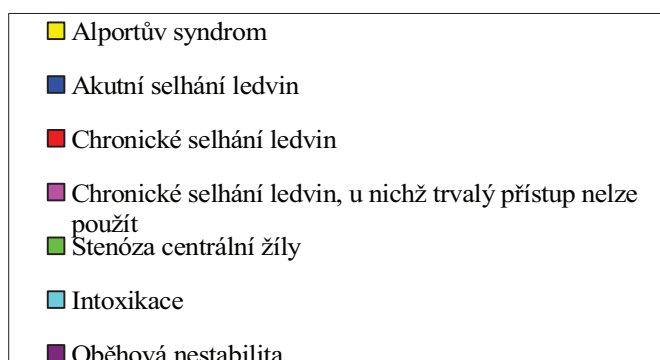 Alportův syndrom
Akutní selhání ledvin
Chronické selhání ledvin
Chronické selhání ledvin, u nichž trvalý přístup nelze
použít
Stenóza centrální žíly
Intoxikace
Oběhová nestabilita